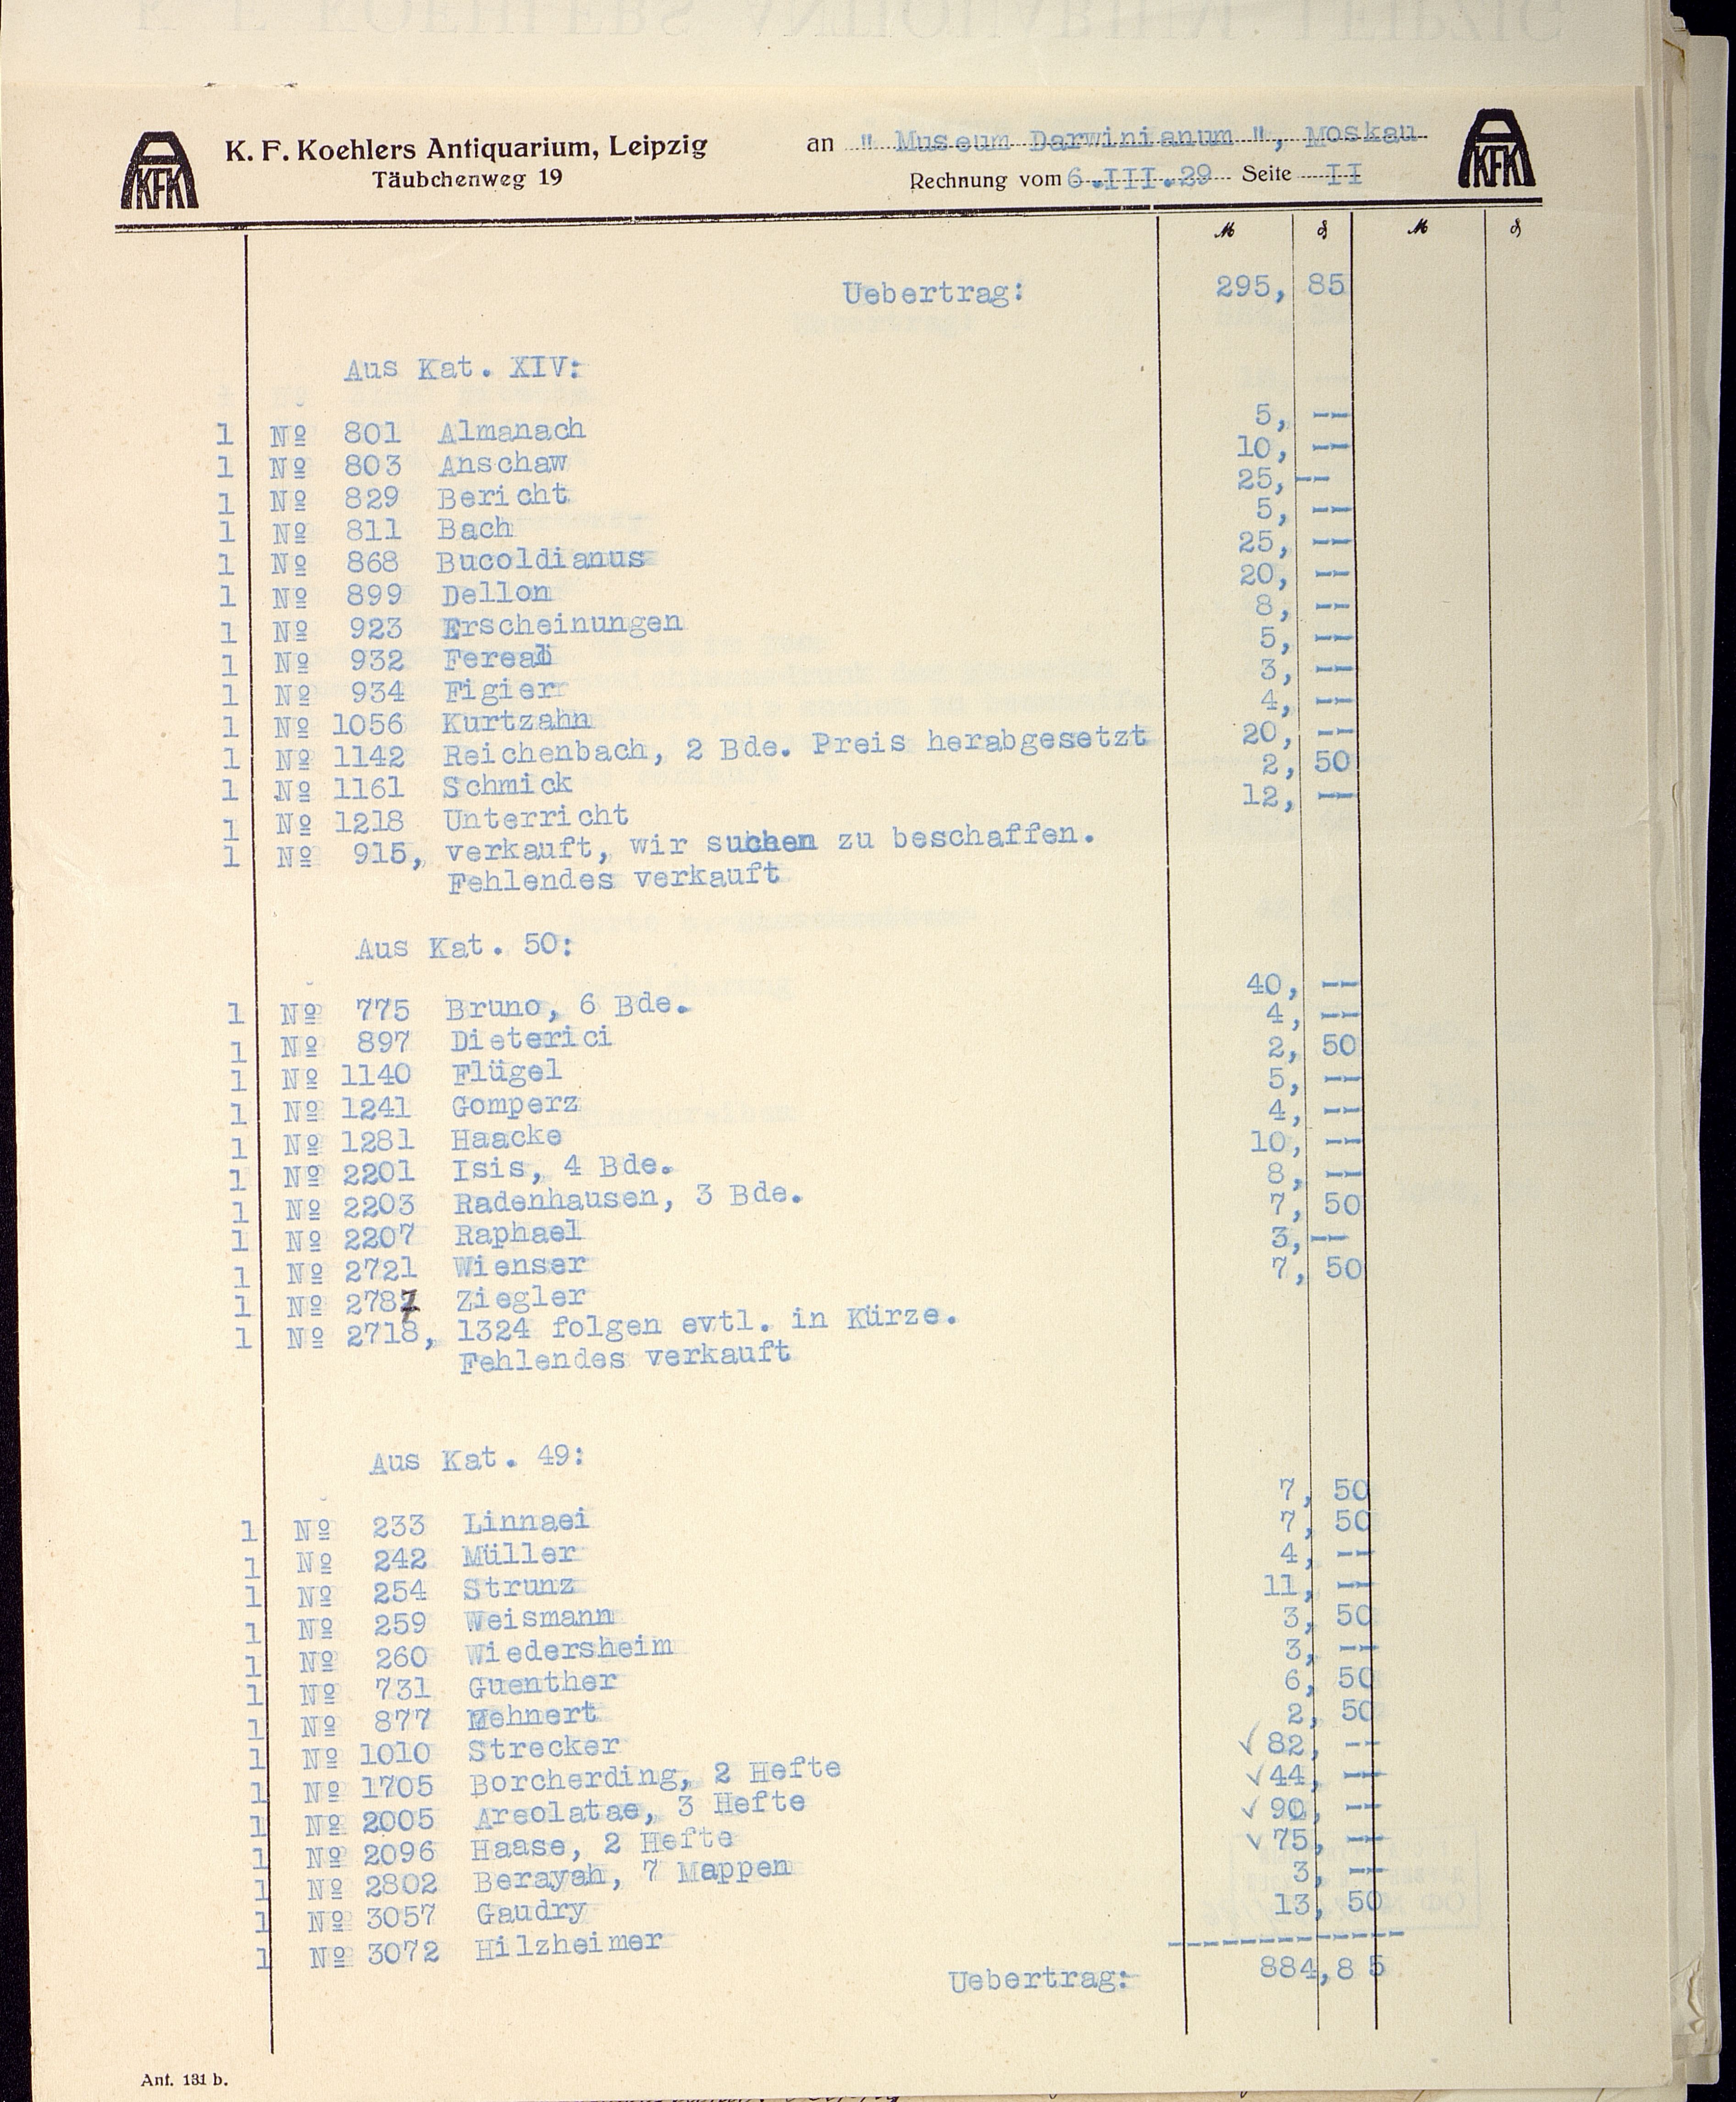 K. F. Koehlers Antiquarium, Leipzig
Täubchenweg 19
an " Museum Darwinianum ", Moskau
Rechnung vom 6.III.29 Seite II
KFK
KFK
M ₰ M ₰
Uebertrag: 295, 85
Aus Kat. XIV:
1 Nº 801 Almanach 5, --
1 Nº 803 Anschaw 10, --
1 Nº 829 Bericht 25, --
1 Nº 811 Bach 5, --
1 Nº 868 Bucoldianus 25, --
1 Nº 899 Dellon 20, --
1 Nº 923 Erscheinungen 8, --
1 Nº 932 5, --
1 Nº 934 Figier 3, --
1 Nº 1056 Kurtzahn 4, --
1 Nº 1142 Reichenbach, 2 Bde. Preis herabgesetzt 20, --
1 Nº 1161 Schmick 2, 50
1 Nº 1218 Unterricht 12, --
1 Nº 915, verkauft, wir suchen zu beschaffen.
Fehlendes verkauft
Aus Kat. 50:
1 Nº 775 Bruno, 6 Bde. 40, --
1 Nº 897 Dieterici 4, --
1 Nº 1140 Flügel 2, 50
1 Nº 1241 Gomperz 5, --
1 Nº 1281 Haacke 4, --
1 Nº 2201 Isis, 4 Bde. 10, --
1 Nº 2203 Radenhausen, 3 Bde. 8, --
1 Nº 2207 Raphael 7, 50
1 Nº 2721 Wienser 3, --
1 Nº 2787 Ziegler 7, 50
1 Nº 2718, 1324 folgen evtl. in Kürze.
Fehlendes verkauft
Aus Kat. 49:
1 Nº 233 Linnaei 7, 50
1 Nº 242 Müller 7, 50
1 Nº 254 Strunz 4, --
1 Nº 259 Weismann 11, --
1 Nº 260 Wiedersheim 3, 50
1 Nº 731 Guenther 3, --
1 Nº 877 Mehnert 6, 50
1 Nº 1010 Strecker 2, 50
1 Nº 1705 Borcherding, 2 Hefte √ 82, --
1 Nº 2005 Areolatae, 3 Hefte √ 44, --
1 Nº 2096 Haase, 2 Hefte √ 90, --
1 Nº 2802 Berayah, 7 Mappen √ 75, --
1 Nº 3057 Gaudry 3, --
1 Nº 3072 Hilzheimer 13, 50
Uebertrag: 884,85
Ant. 131 b.